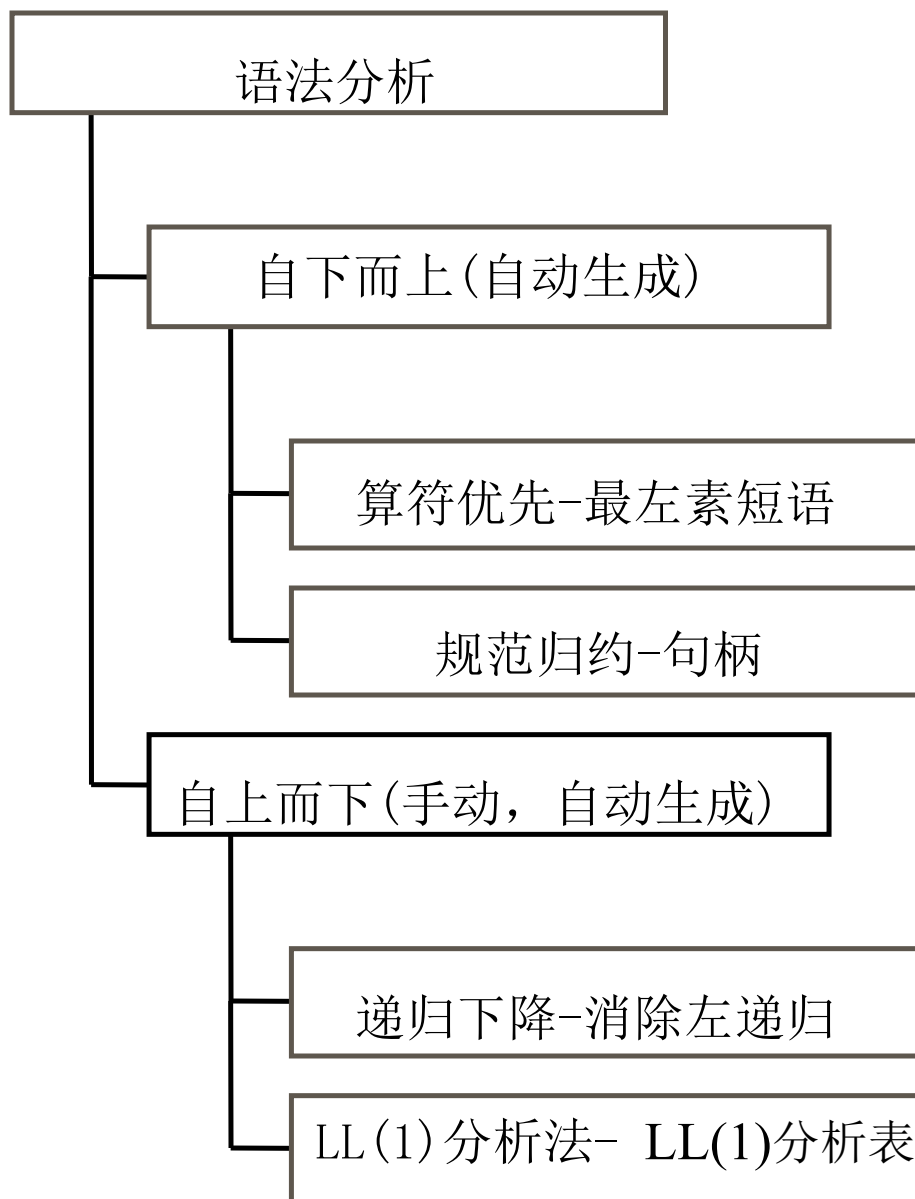 语法分析
自下而上(自动生成)
算符优先-最左素短语
规范归约-句柄
自上而下(手动，自动生成)
递归下降-消除左递归
LL(1)分析法- LL(1)分析表